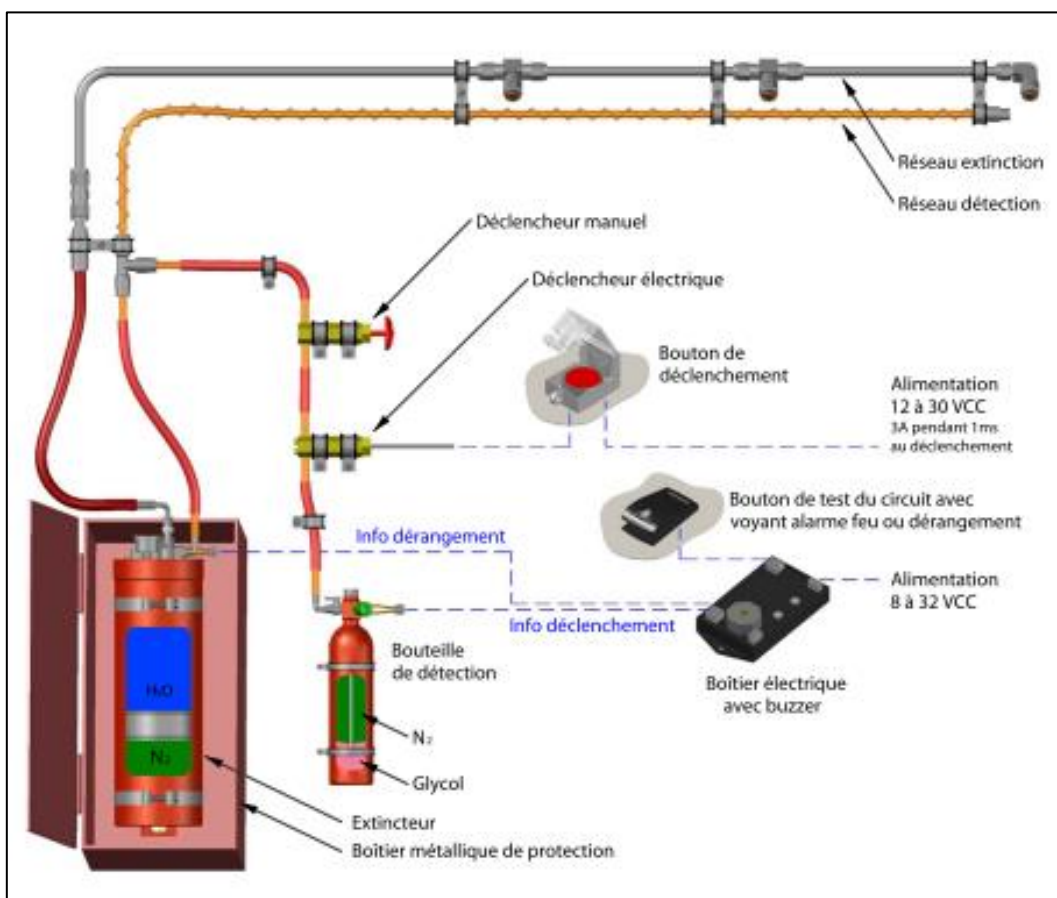 Réseau extinction
Réseau détection
Déclencheur manuel
Déclencheur électrique
Bouton de
déclenchement
Alimentation
12 à 30 VCC
3A pendant 1ms
au déclenchement
Bouton de test du circuit avec
voyant alarme feu ou dérangement
Info dérangement
Alimentation
8 à 32 VCC
Info déclenchement
Bouteille
de détection
Boîtier électrique
avec buzzer
H₂O
N₂
N₂
Glycol
Extincteur
Boîtier métallique de protection